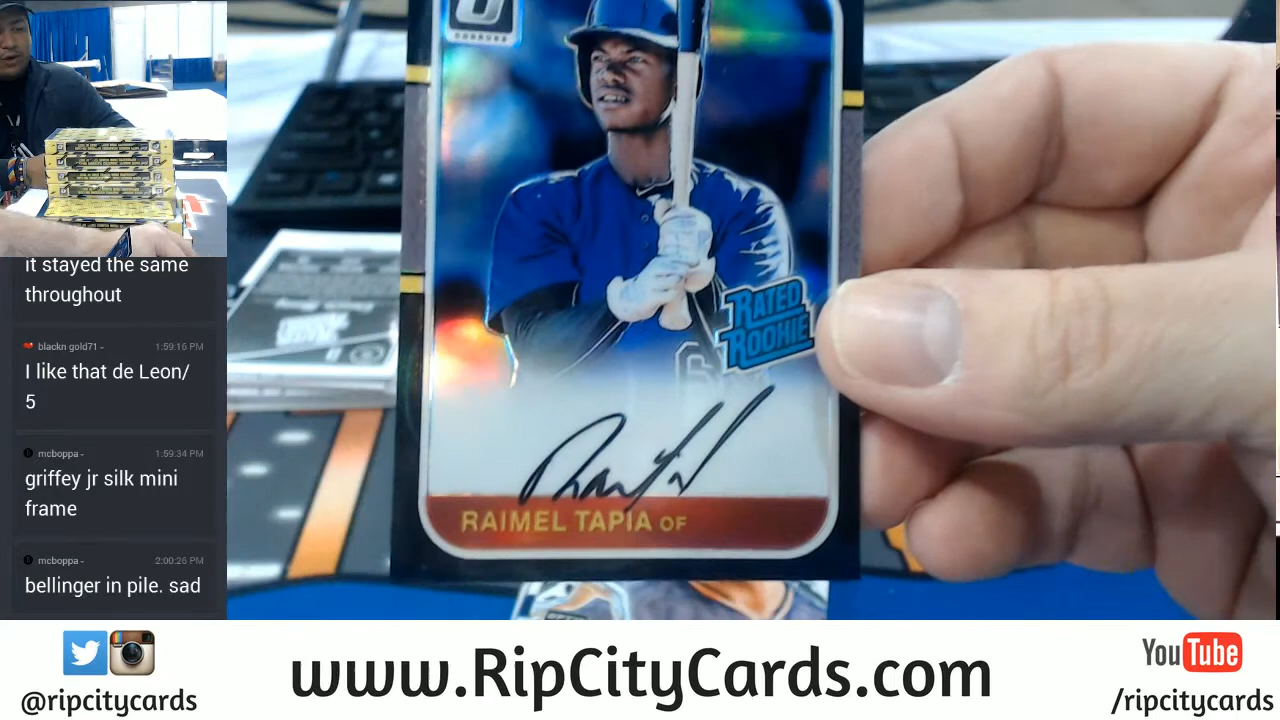 it stayed the same
throughout
blackn gold71 - 1:59:16 PM
I like that de Leon/
5
mcboppa - 1:59:34 PM
griffey jr silk mini
frame
mcboppa - 2:00:26 PM
bellinger in pile. sad
DONRUSS
RATED
ROOKIE
6
RAIMEL TAPIA OF
@ripcitycards
www.RipCityCards.com
YouTube
/ripcitycards